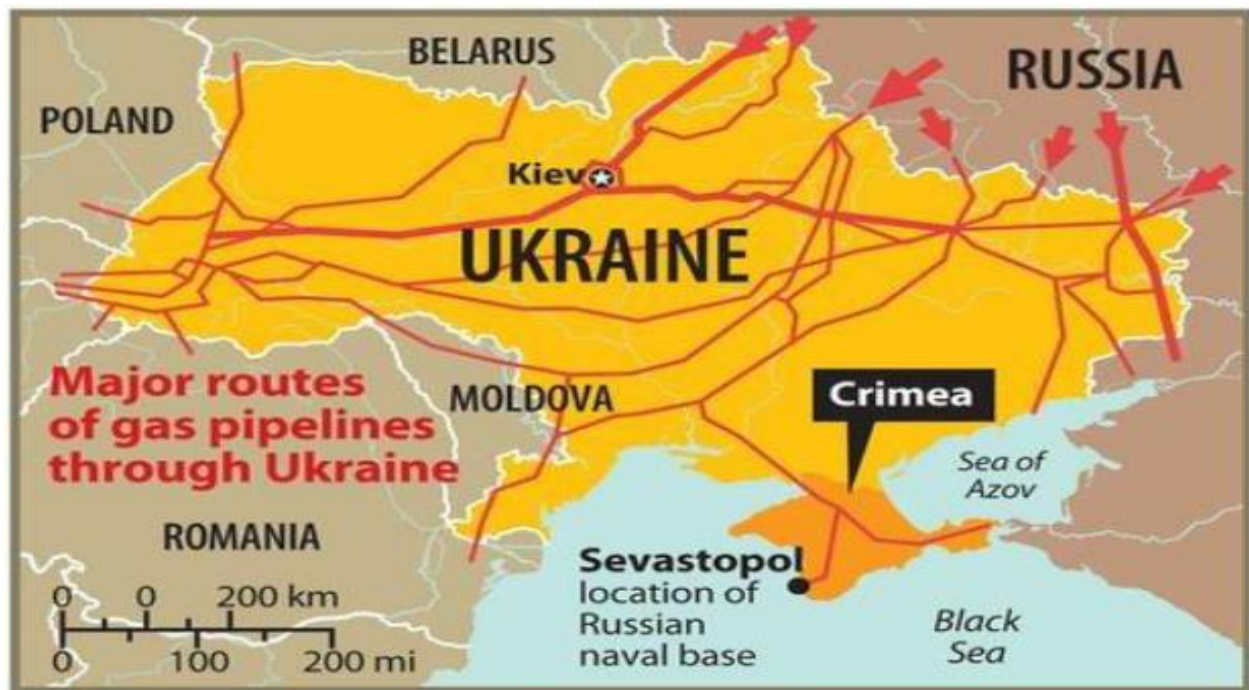 BELARUS
RUSSIA
POLAND
Kiev
UKRAINE
Major routes
of gas pipelines
through Ukraine
MOLDOVA
Crimea
Sea of
Azov
ROMANIA
Sevastopol
location of
Russian
naval base
Black
Sea
0 0 200 km
0 100 200 mi